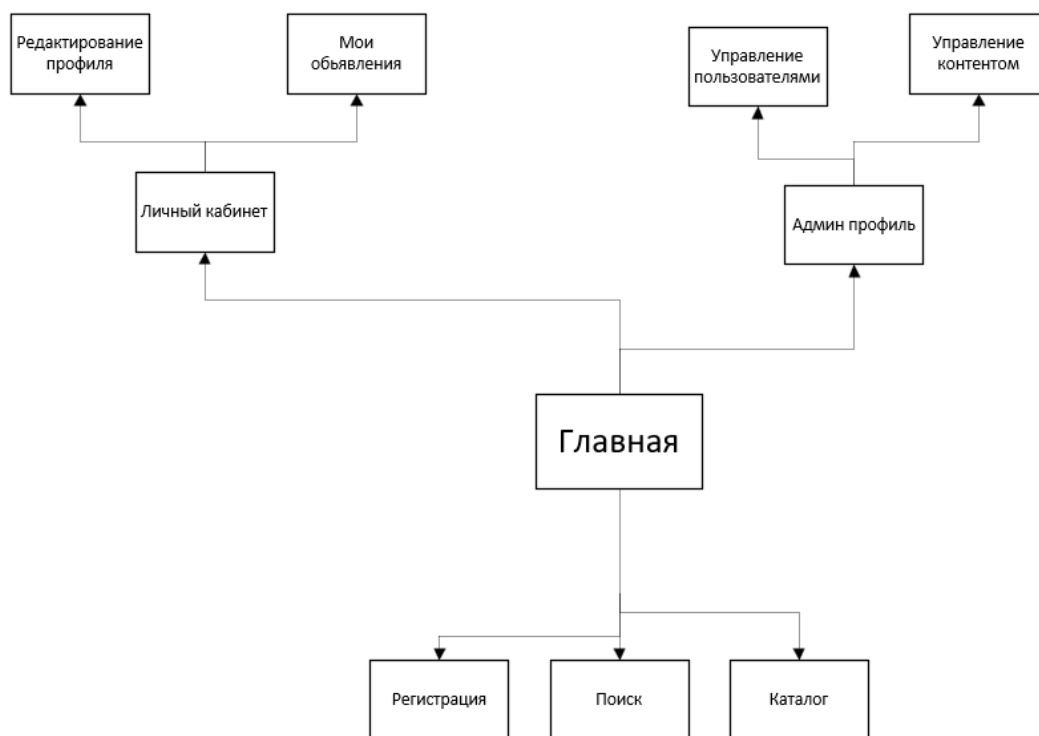 Редактирование
профиля
Мои
обьявления
Управление
пользователями
Управление
контентом
Личный кабинет
Админ профиль
Главная
Регистрация
Поиск
Каталог